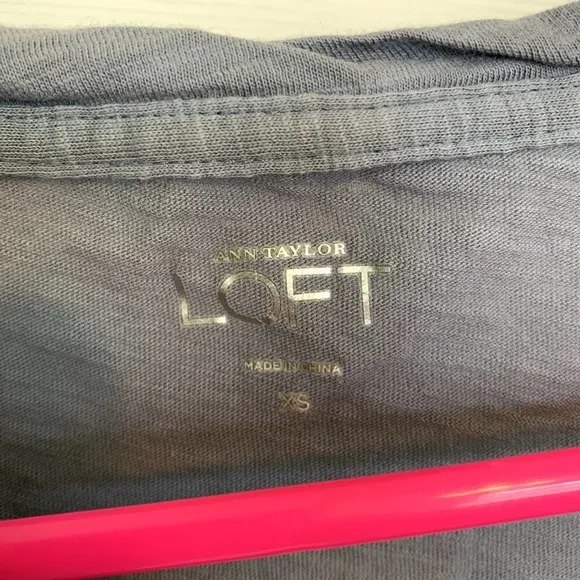 ANN TAYLOR
LOFT
MADE IN CHINA
XS